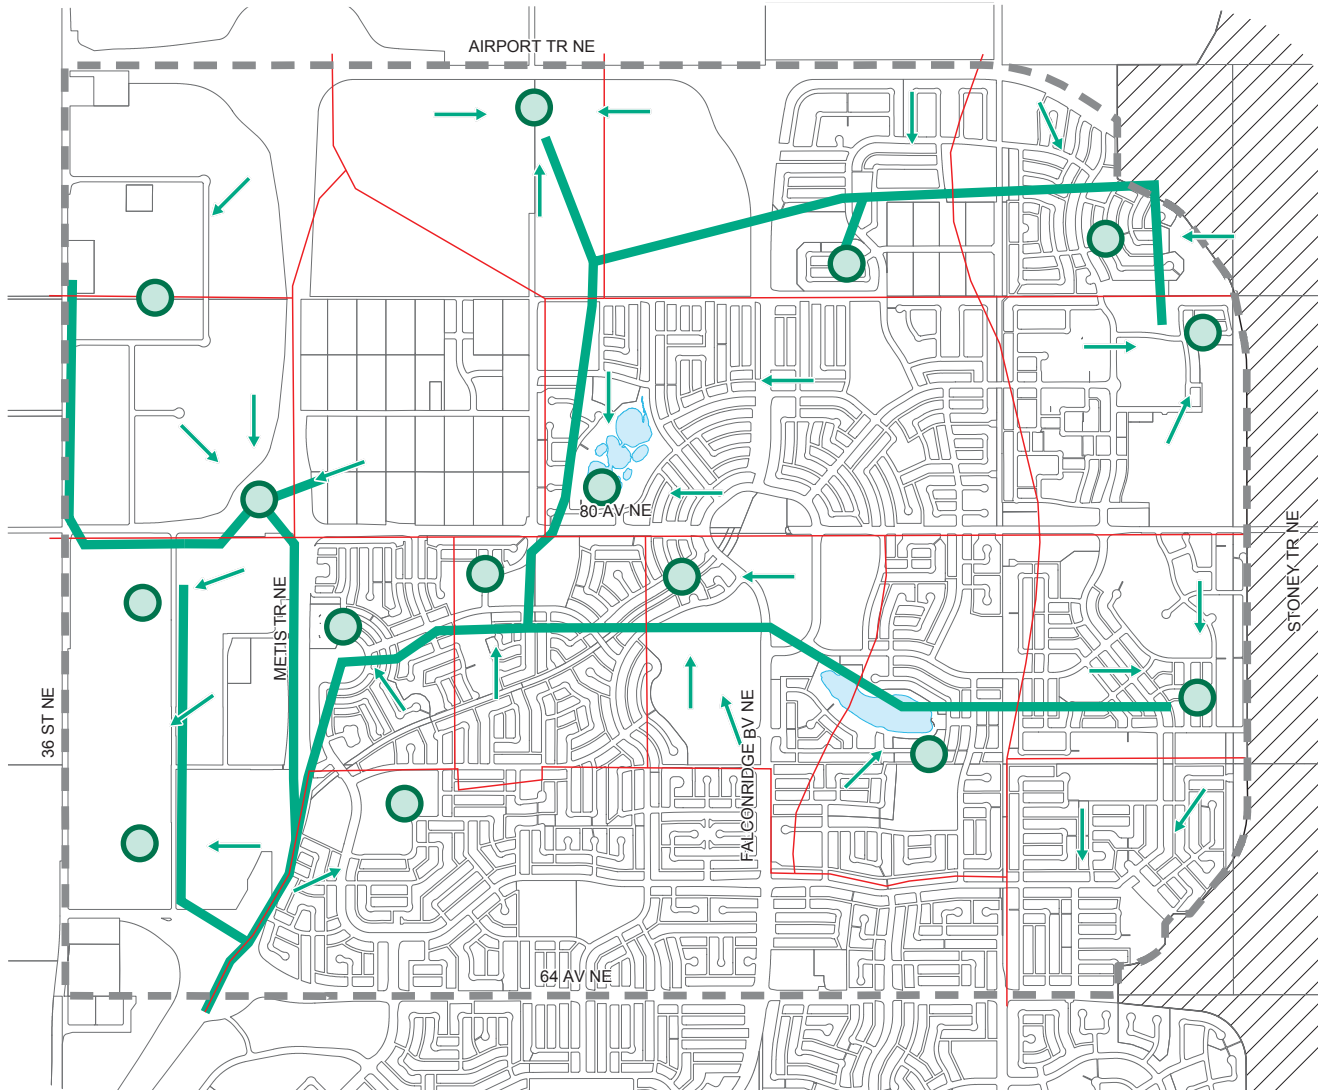 AIRPORT TR NE
80 AV NE
STONEY TR NE
METIS TR NE
36 ST NE
FALCONRIDGE BV NE
64 AV NE